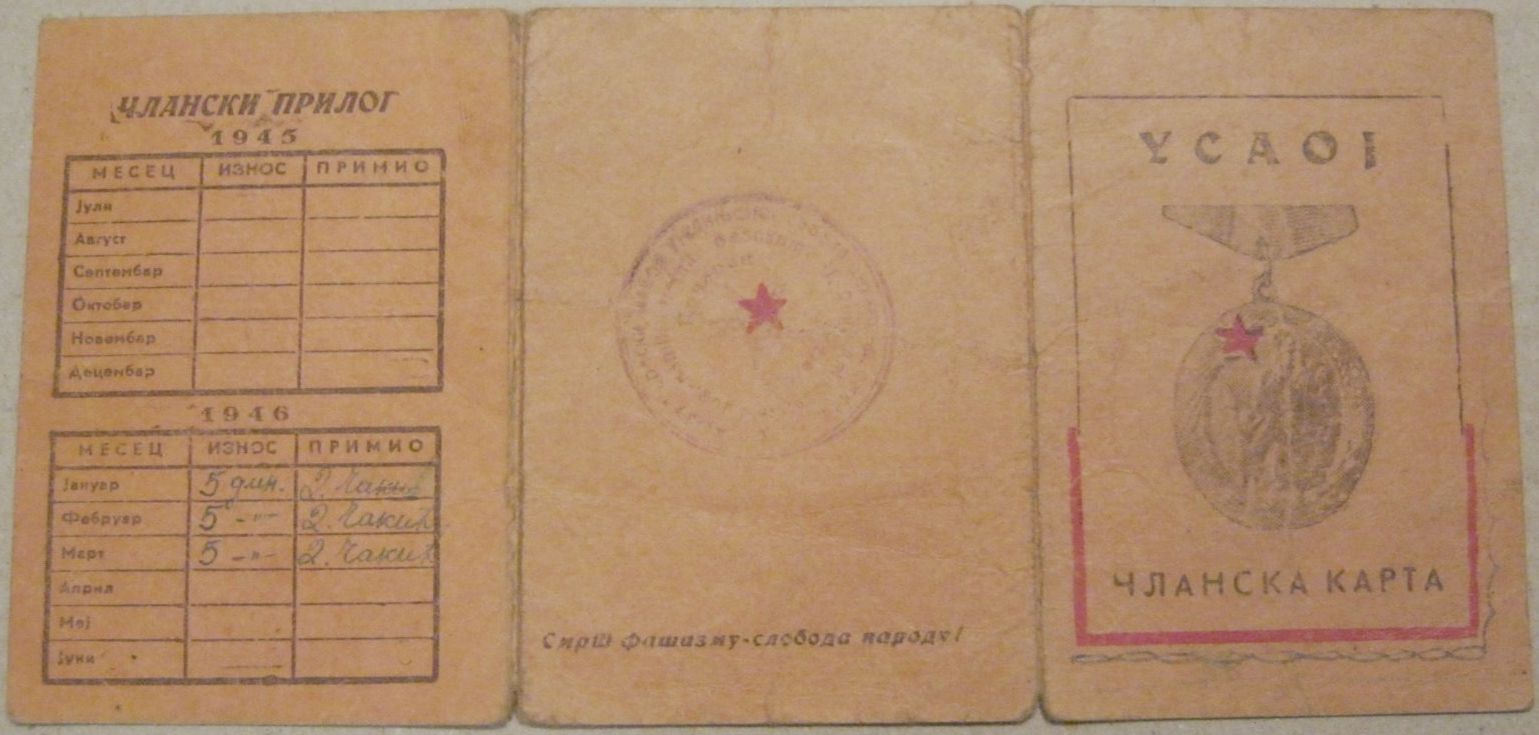 ЧЛАНСКИ ПРИЛОГ
1945
МЕСЕЦ ИЗНОС ПРИМИО
Јули
Август
Септембар
Октобар
Новембар
Децембар
1946
МЕСЕЦ ИЗНОС ПРИМИО
Јануар 5 дин.
Фебруар 5 -〃- 2. Чакић
Март 5 -〃- 2. Чакић
Април
Мај
Јуни
Смрт фашизму-слобода народу!
УСАОЈ
ЧЛАНСКА КАРТА